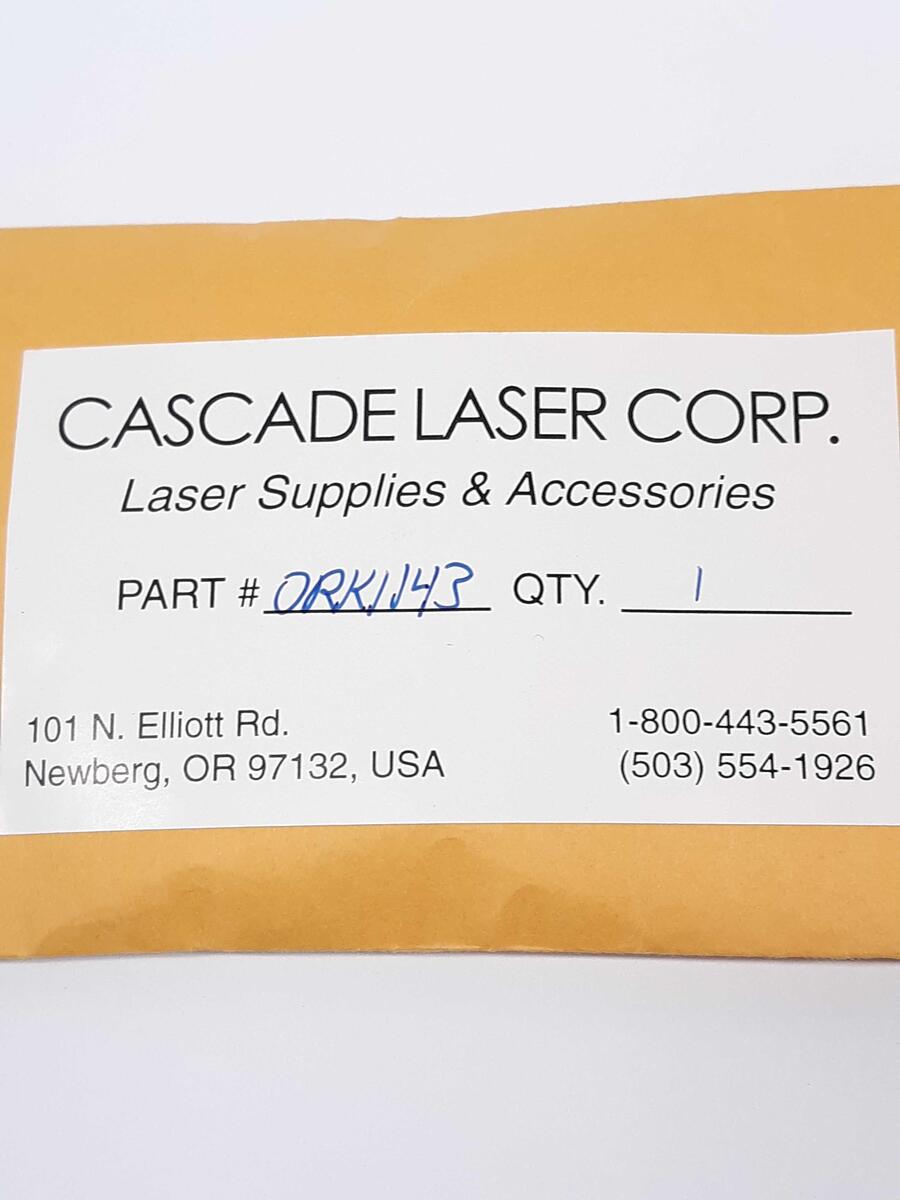 CASCADE LASER CORP.
Laser Supplies & Accessories
PART # ORK1143 QTY. 1
101 N. Elliott Rd. 1-800-443-5561
Newberg, OR 97132, USA (503) 554-1926